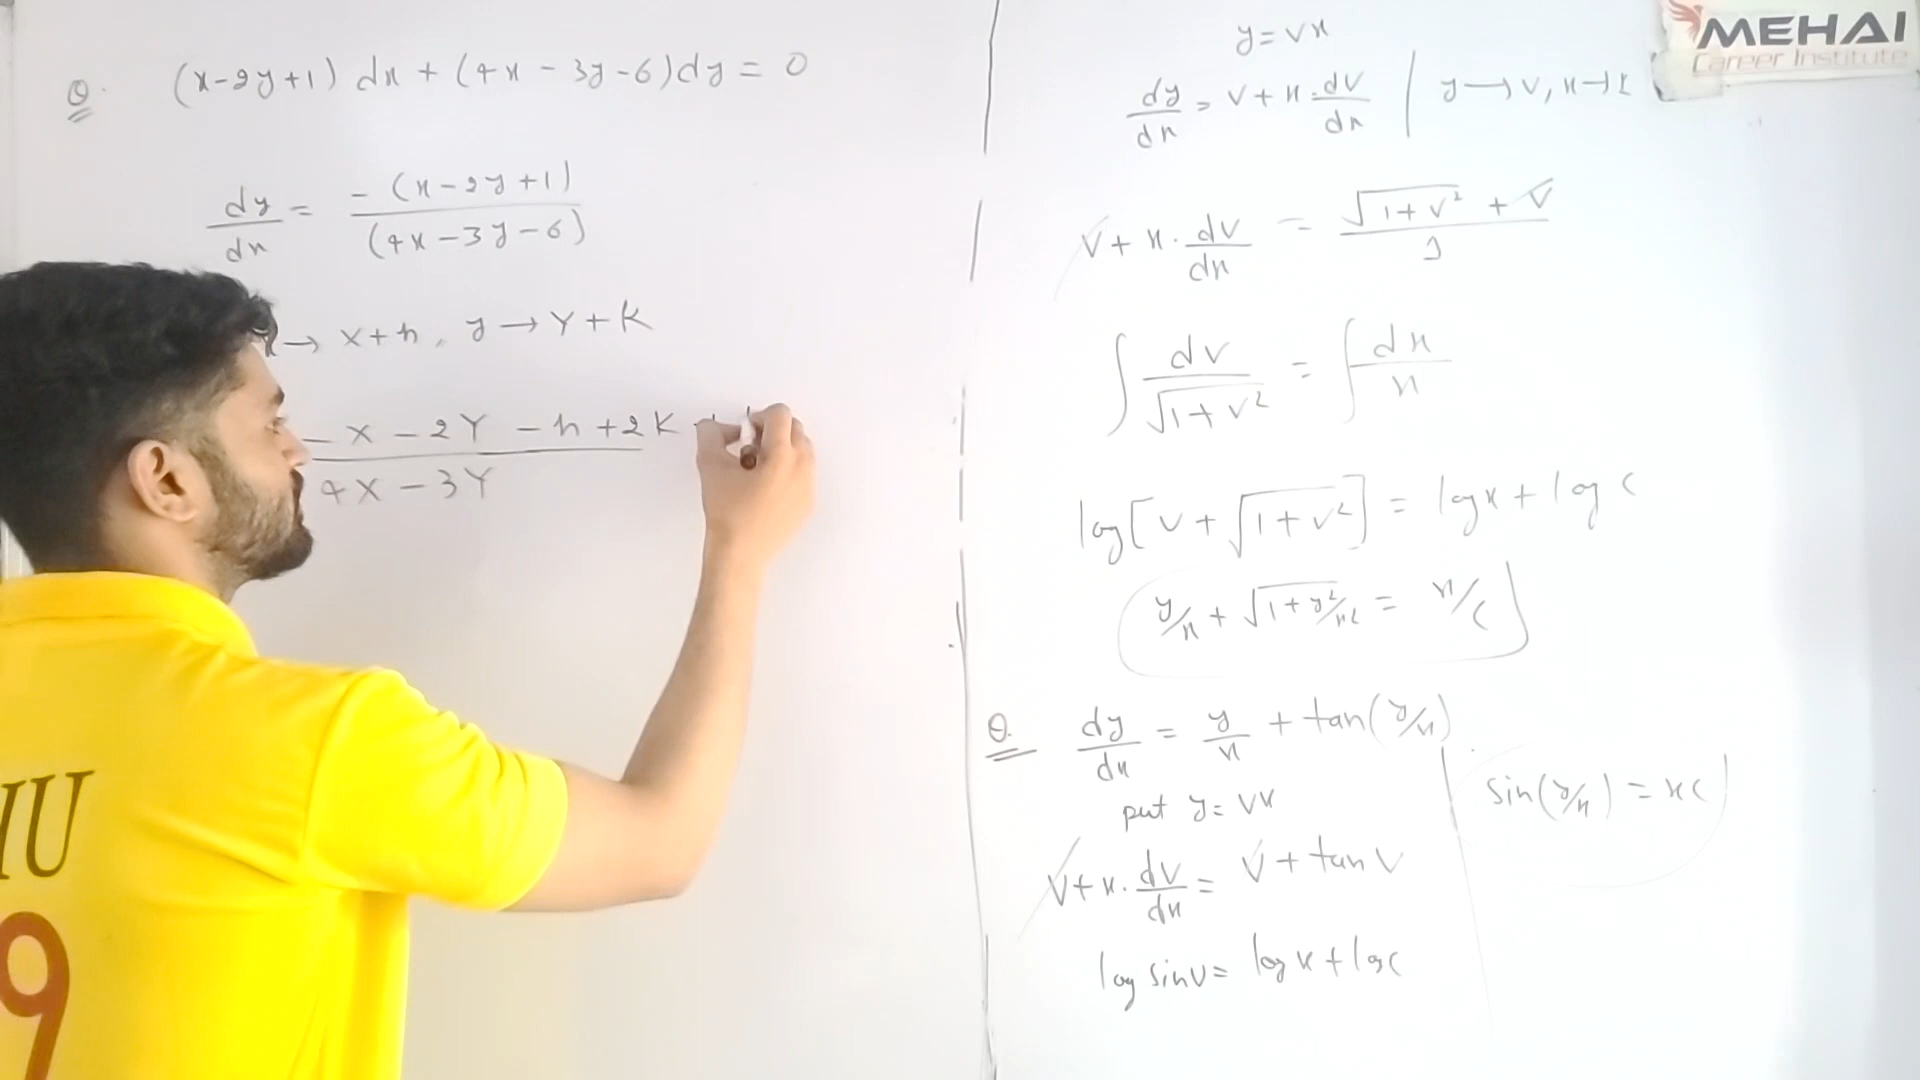 Q. (x-2y+1) dx + (4x - 3y - 6)dy = 0
dy/dx = -(x-2y+1)/(4x-3y-6)
→ X+h, y → Y+k
-X - 2Y - h + 2K +
4X - 3Y
IU
9
y = vx
dy/dx = v + x.dv/dx | y → v, x →
v + x.dv/dx = (√1+v² + v)/1
∫ dv/√1+v² = ∫ dx/x
log[v + √1+v²] = log x + log c
y/x + √1+y²/x² = x/c
Q. dy/dx = y/x + tan(y/x)
put y = vx
v + x.dv/dx = v + tan v
log sin v = log x + log c
sin(y/x) = xc
MEHAI
Career Institute